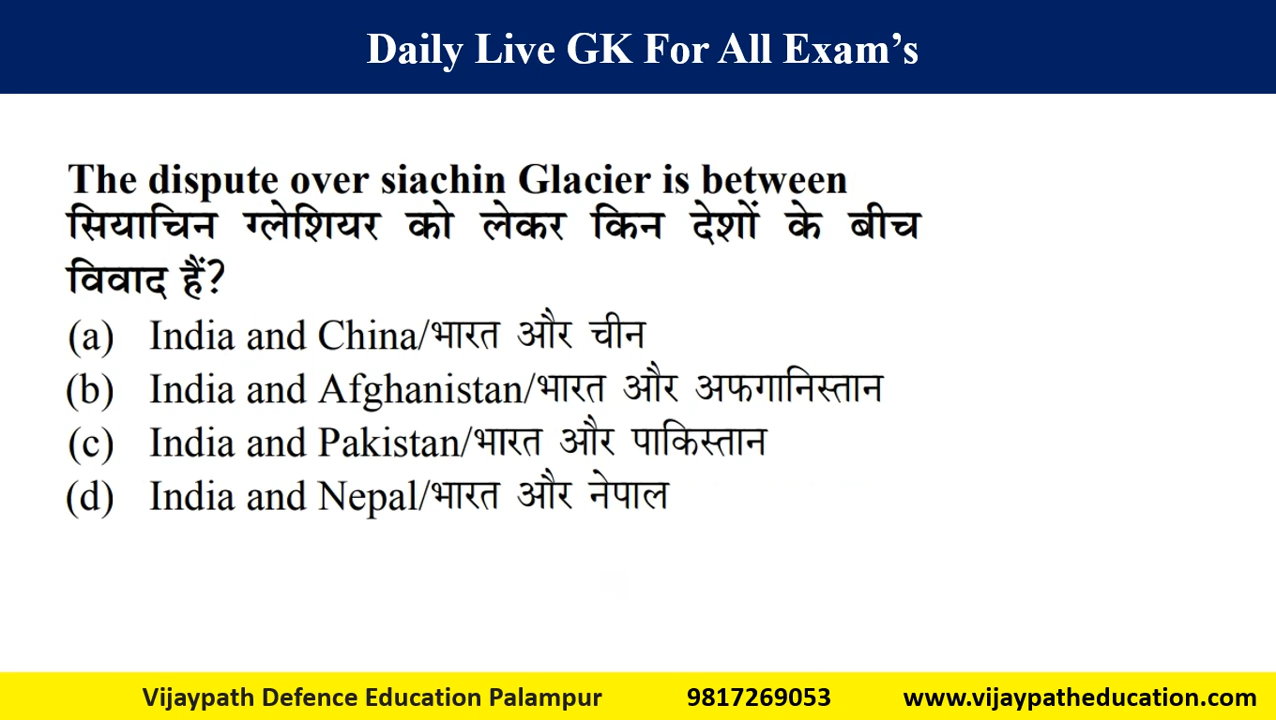 Daily Live GK For All Exam’s
The dispute over siachin Glacier is between
सियाचिन ग्लेशियर को लेकर किन देशों के बीच
विवाद हैं?
(a) India and China/भारत और चीन
(b) India and Afghanistan/भारत और अफगानिस्तान
(c) India and Pakistan/भारत और पाकिस्तान
(d) India and Nepal/भारत और नेपाल
Vijaypath Defence Education Palampur 9817269053 www.vijaypatheducation.com